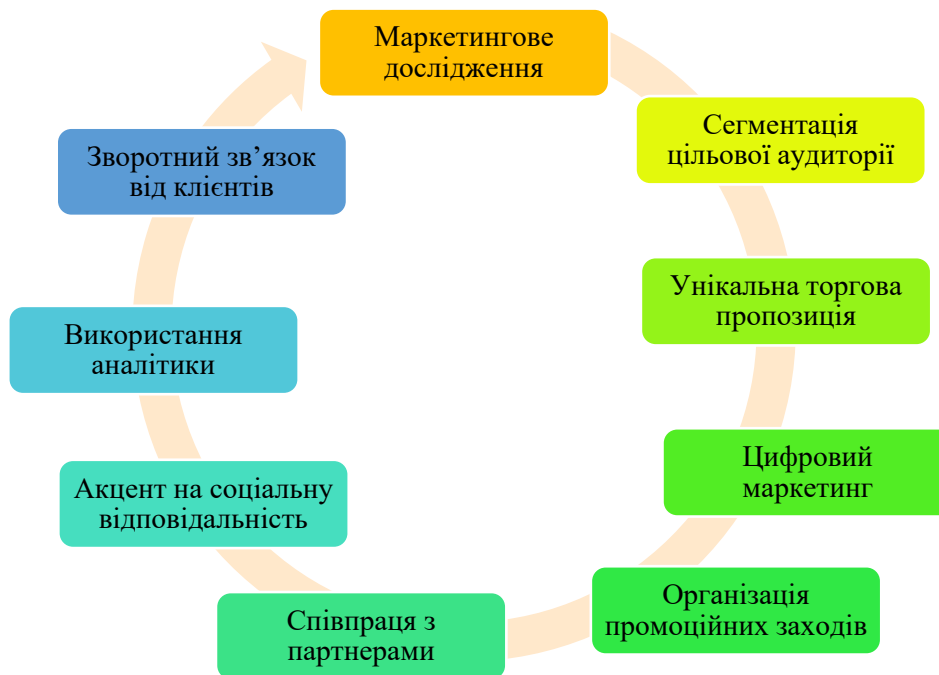 Маркетингове
дослідження
Сегментація
цільової аудиторії
Унікальна торгова
пропозиція
Цифровий
маркетинг
Організація
промоційних заходів
Співпраця з
партнерами
Акцент на соціальну
відповідальність
Використання
аналітики
Зворотний зв’язок
від клієнтів